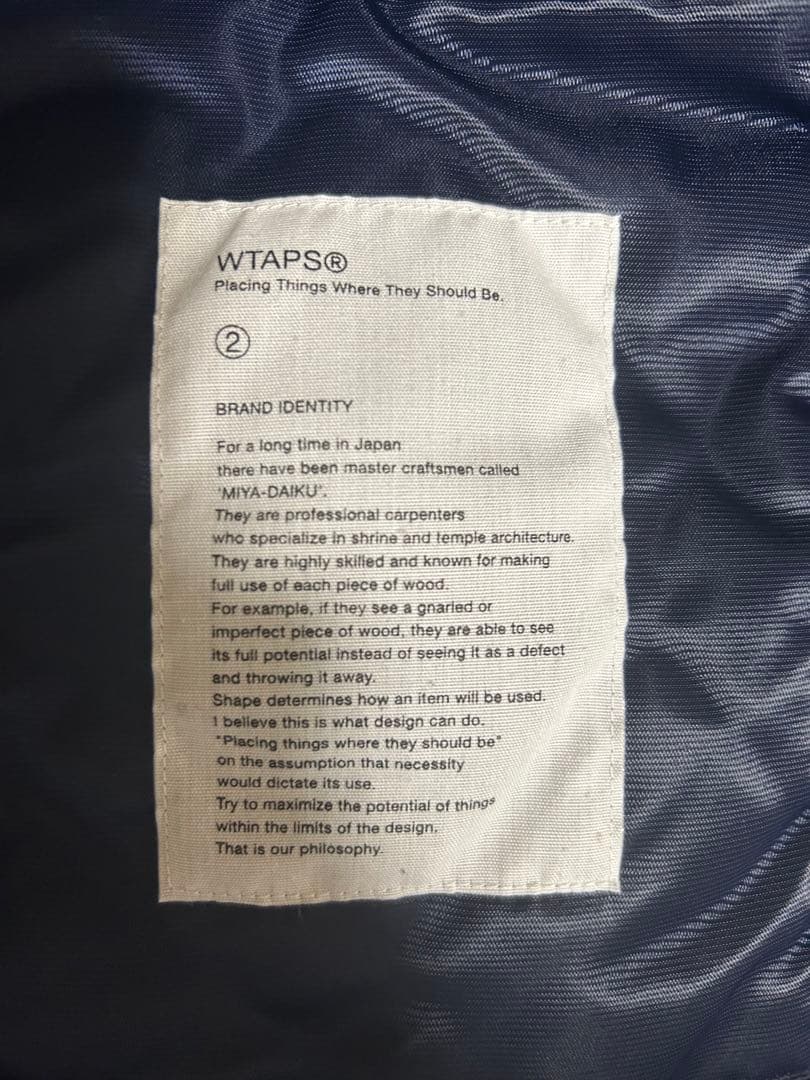 WTAPS®
Placing Things Where They Should Be.
②
BRAND IDENTITY
For a long time in Japan
there have been master craftsmen called
'MIYA-DAIKU'.
They are professional carpenters
who specialize in shrine and temple architecture.
They are highly skilled and known for making
full use of each piece of wood.
For example, if they see a gnarled or
imperfect piece of wood, they are able to see
its full potential instead of seeing it as a defect
and throwing it away.
Shape determines how an item will be used.
I believe this is what design can do.
"Placing things where they should be"
on the assumption that necessity
would dictate its use.
Try to maximize the potential of things
within the limits of the design.
That is our philosophy.